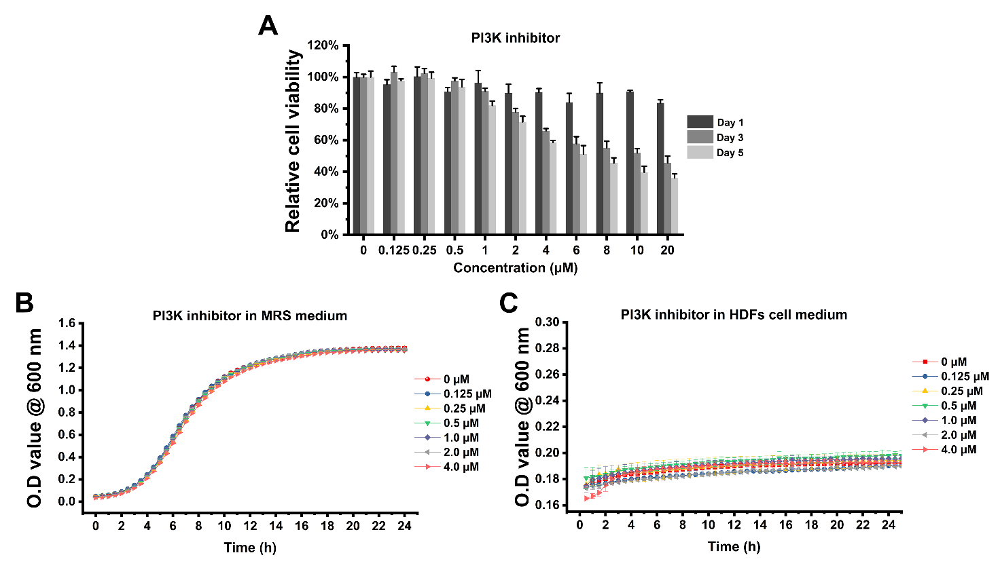 A
PI3K inhibitor
Relative cell viability
120%
100%
80%
60%
40%
20%
0%
0 0.125 0.25 0.5 1 2 4 6 8 10 20
Concentration (μM)
Day 1
Day 3
Day 5
B
PI3K inhibitor in MRS medium
O.D value @ 600 nm
1.6
1.4
1.2
1.0
0.8
0.6
0.4
0.2
0.0
0 2 4 6 8 10 12 14 16 18 20 22 24
Time (h)
0 μM
0.125 μM
0.25 μM
0.5 μM
1.0 μM
2.0 μM
4.0 μM
C
PI3K inhibitor in HDFs cell medium
O.D value @ 600 nm
0.30
0.28
0.26
0.24
0.22
0.20
0.18
0.16
0 2 4 6 8 10 12 14 16 18 20 22 24
Time (h)
0 μM
0.125 μM
0.25 μM
0.5 μM
1.0 μM
2.0 μM
4.0 μM